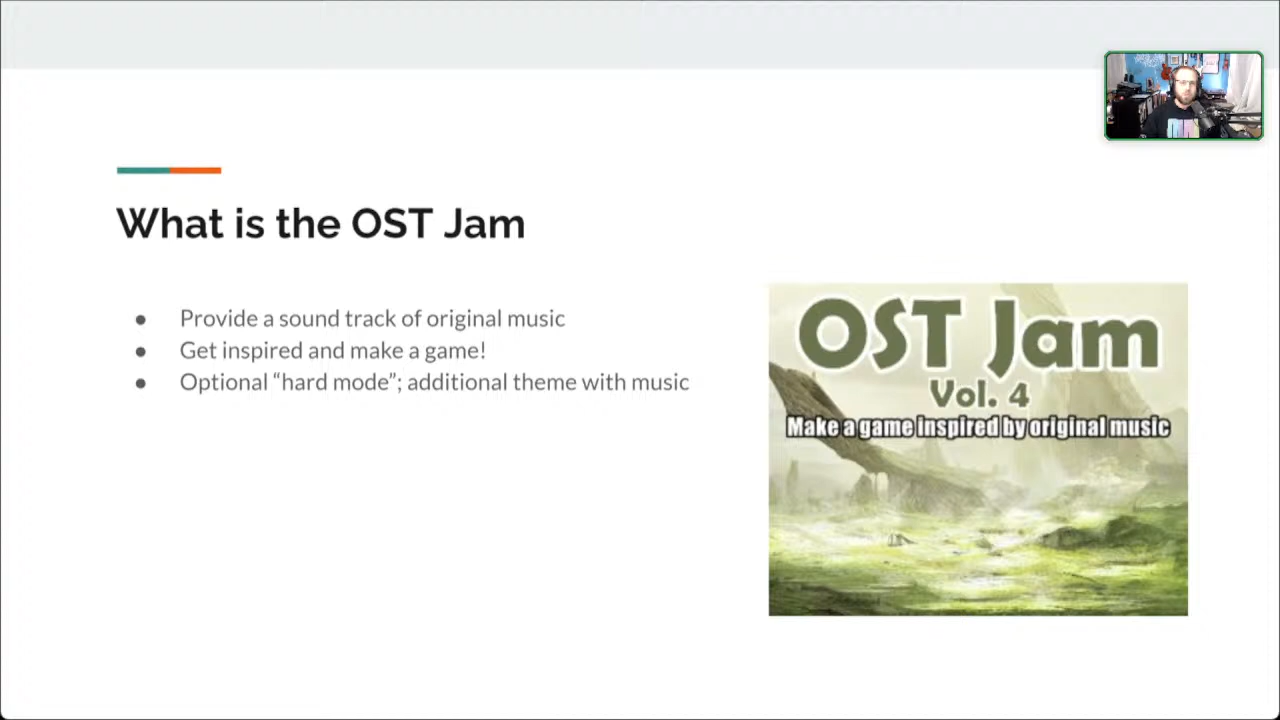 What is the OST Jam
● Provide a sound track of original music
● Get inspired and make a game!
● Optional “hard mode”; additional theme with music
OST Jam
Vol. 4
Make a game inspired by original music